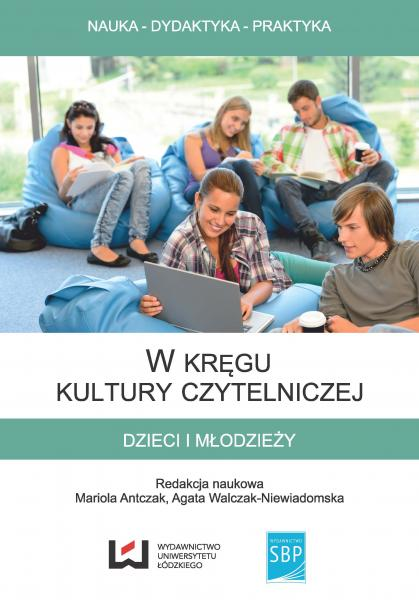 NAUKA - DYDAKTYKA - PRAKTYKA
W KRĘGU
KULTURY CZYTELNICZEJ
DZIECI I MŁODZIEŻY
Redakcja naukowa
Mariola Antczak, Agata Walczak-Niewiadomska
WYDAWNICTWO
UNIWERSYTETU
ŁÓDZKIEGO
WYDAWNICTWO
SBP